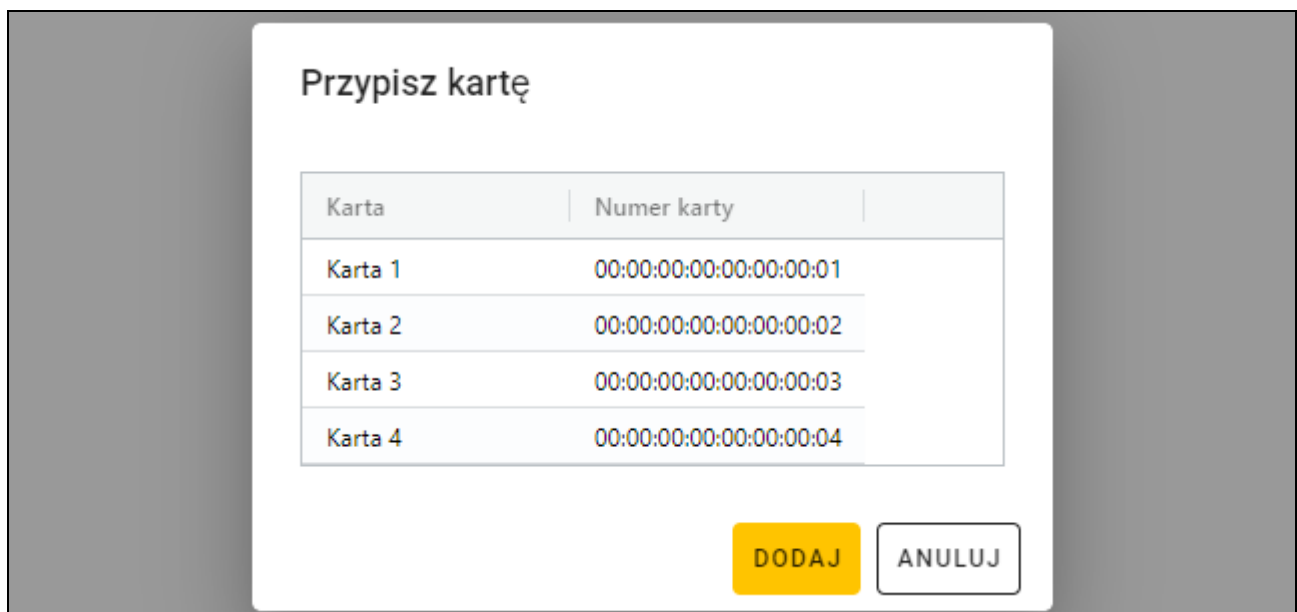 Przypisz kartę
Karta Numer karty
Karta 1 00:00:00:00:00:00:00:01
Karta 2 00:00:00:00:00:00:00:02
Karta 3 00:00:00:00:00:00:00:03
Karta 4 00:00:00:00:00:00:00:04
DODAJ ANULUJ